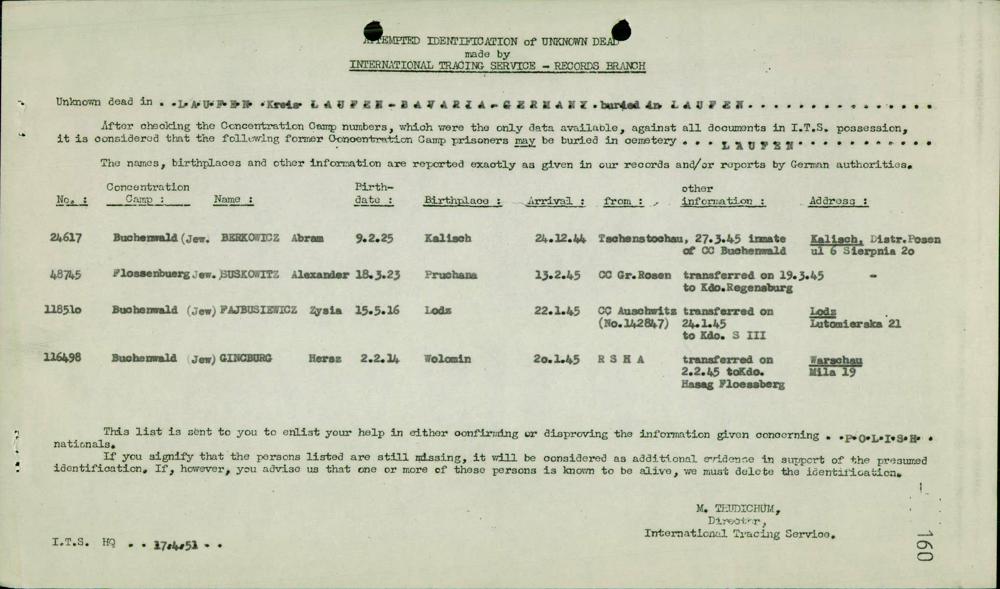 ATTEMPTED IDENTIFICATION of UNKNOWN DEAD
made by
INTERNATIONAL TRACING SERVICE - RECORDS BRANCH
Unknown dead in . . L A U F E N . Kreis L A U F E N - B A V A R I A - G E R M A N Y . buried in L A U F E N . . . . . . . . . . . . . . .
After checking the Concentration Camp numbers, which were the only data available, against all documents in I.T.S. possession,
it is considered that the following former Concentration Camp prisoners may be buried in cemetery . . . L A U F E N . . . . . . . . . . . .
The names, birthplaces and other information are reported exactly as given in our records and/or reports by German authorities.
No. : Concentration Camp : Name : Birth-date : Birthplace : Arrival : from : other information : Address :
24617 Buchenwald (Jew. BERKOWICZ Abram 9.2.25 Kalisch 24.12.44 Tschenstochau, 27.3.45 inmate Kalisch, Distr.Posen
of CC Buchenwald ul 6 Sierpnia 2o
48745 Flossenbuerg Jew. )SUSKOWITZ Alexander 18.3.23 Pruchana 13.2.45 CC Gr.Rosen transferred on 19.3.45 -
to Kdo.Regensburg
11851o Buchenwald (Jew) FAJBUSIEWICZ Zysia 15.5.16 Lodz 22.1.45 CC Auschwitz transferred on Lodz
(No.142847) 24.1.45 Lutomierska 21
to Kdo. S III
116498 Buchenwald (Jew) GINCBURG Hersz 2.2.14 Wolomin 2o.1.45 R S H A transferred on Warschau
2.2.45 toKdo. Mila 19
Hasag Floessberg
This list is sent to you to enlist your help in either confirming or disproving the information given concerning . .P.O.L.I.S.H. .
nationals.
If you signify that the persons listed are still missing, it will be considered as additional evidence in support of the presumed
identification. If, however, you advise us that one or more of these persons is known to be alive, we must delete the identification.
M. THUDICHUM,
Director,
International Tracing Service.
I.T.S. HQ . . 17.4.51 . .
160